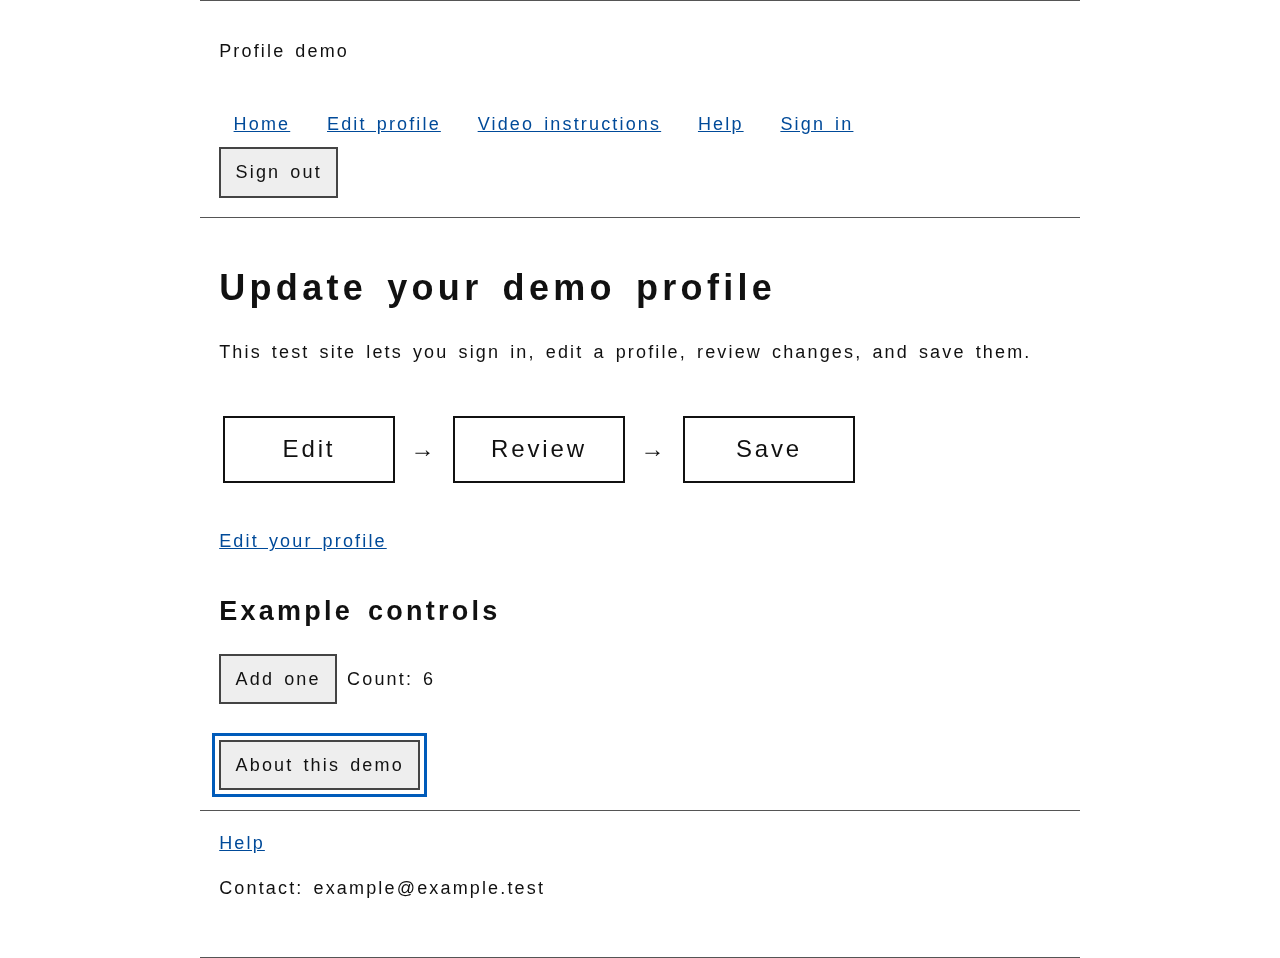 Profile demo
Home Edit profile Video instructions Help Sign in
Sign out
Update your demo profile
This test site lets you sign in, edit a profile, review changes, and save them.
Edit → Review → Save
Edit your profile
Example controls
Add one Count: 6
About this demo
Help
Contact: example@example.test